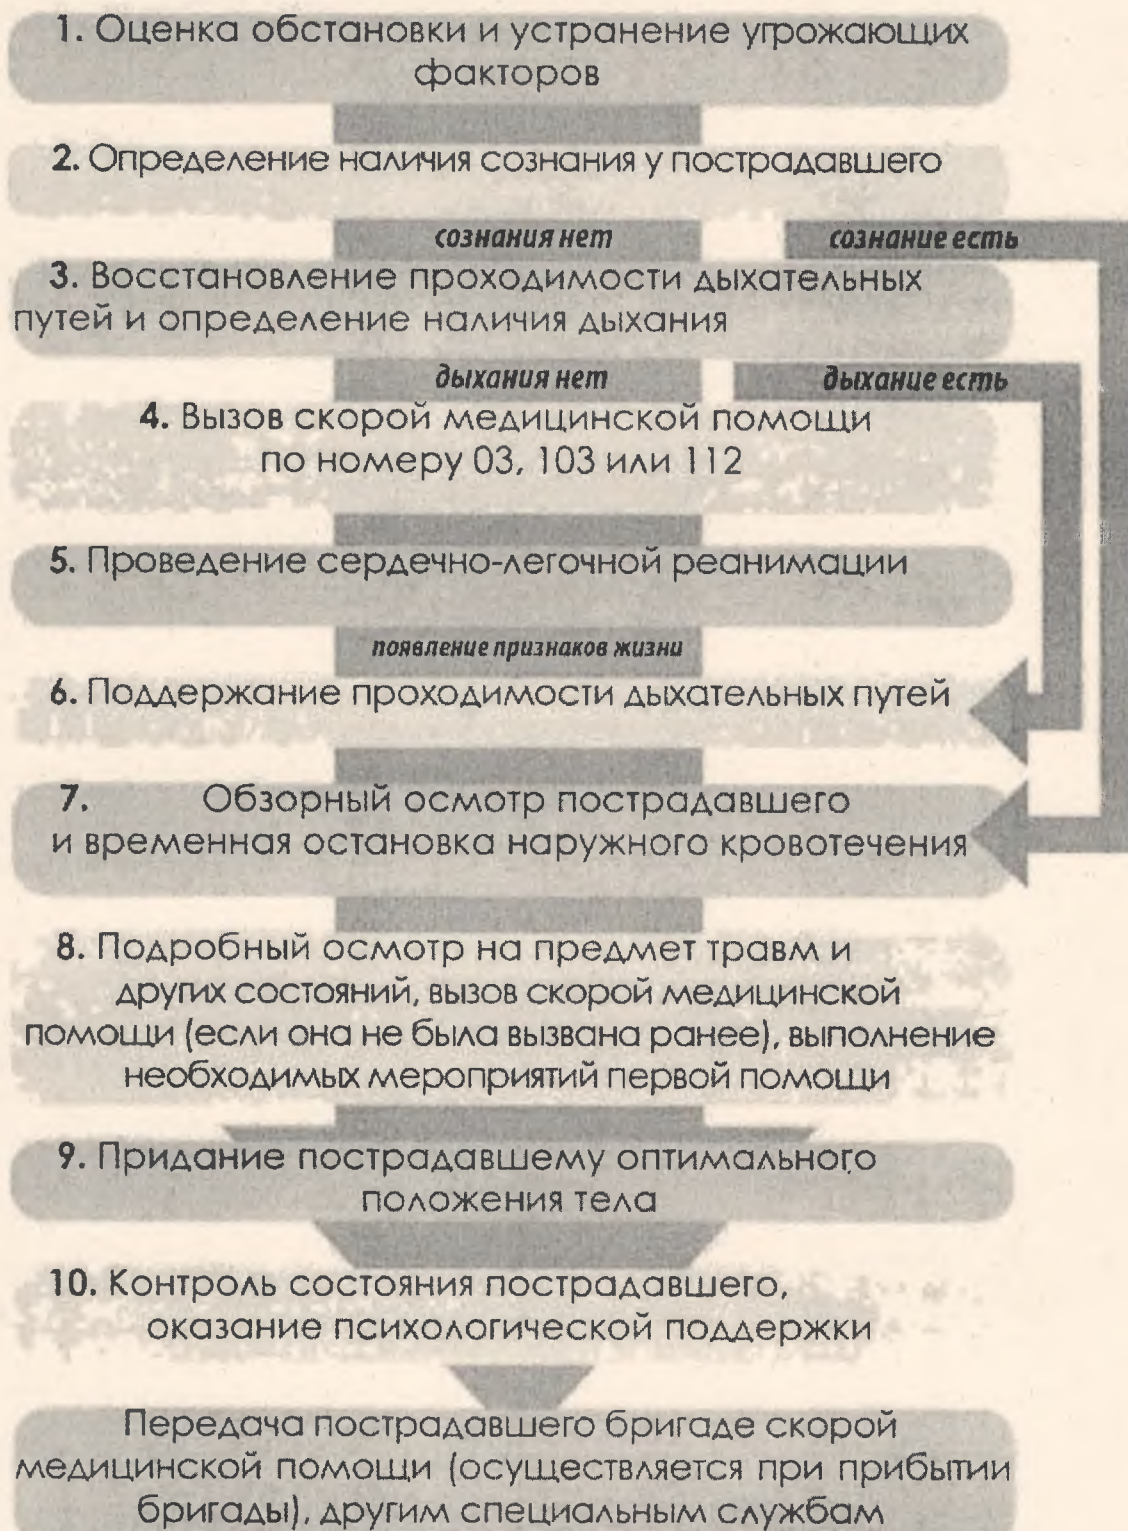 1. Оценка обстановки и устранение угрожающих
факторов
2. Определение наличия сознания у пострадавшего
сознания нет
сознание есть
3. Восстановление проходимости дыхательных
путей и определение наличия дыхания
дыхания нет
дыхание есть
4. Вызов скорой медицинской помощи
по номеру 03, 103 или 112
5. Проведение сердечно-легочной реанимации
появление признаков жизни
6. Поддержание проходимости дыхательных путей
7. Обзорный осмотр пострадавшего
и временная остановка наружного кровотечения
8. Подробный осмотр на предмет травм и
других состояний, вызов скорой медицинской
помощи (если она не была вызвана ранее), выполнение
необходимых мероприятий первой помощи
9. Придание пострадавшему оптимального
положения тела
10. Контроль состояния пострадавшего,
оказание психологической поддержки
Передача пострадавшего бригаде скорой
медицинской помощи (осуществляется при прибытии
бригады), другим специальным службам